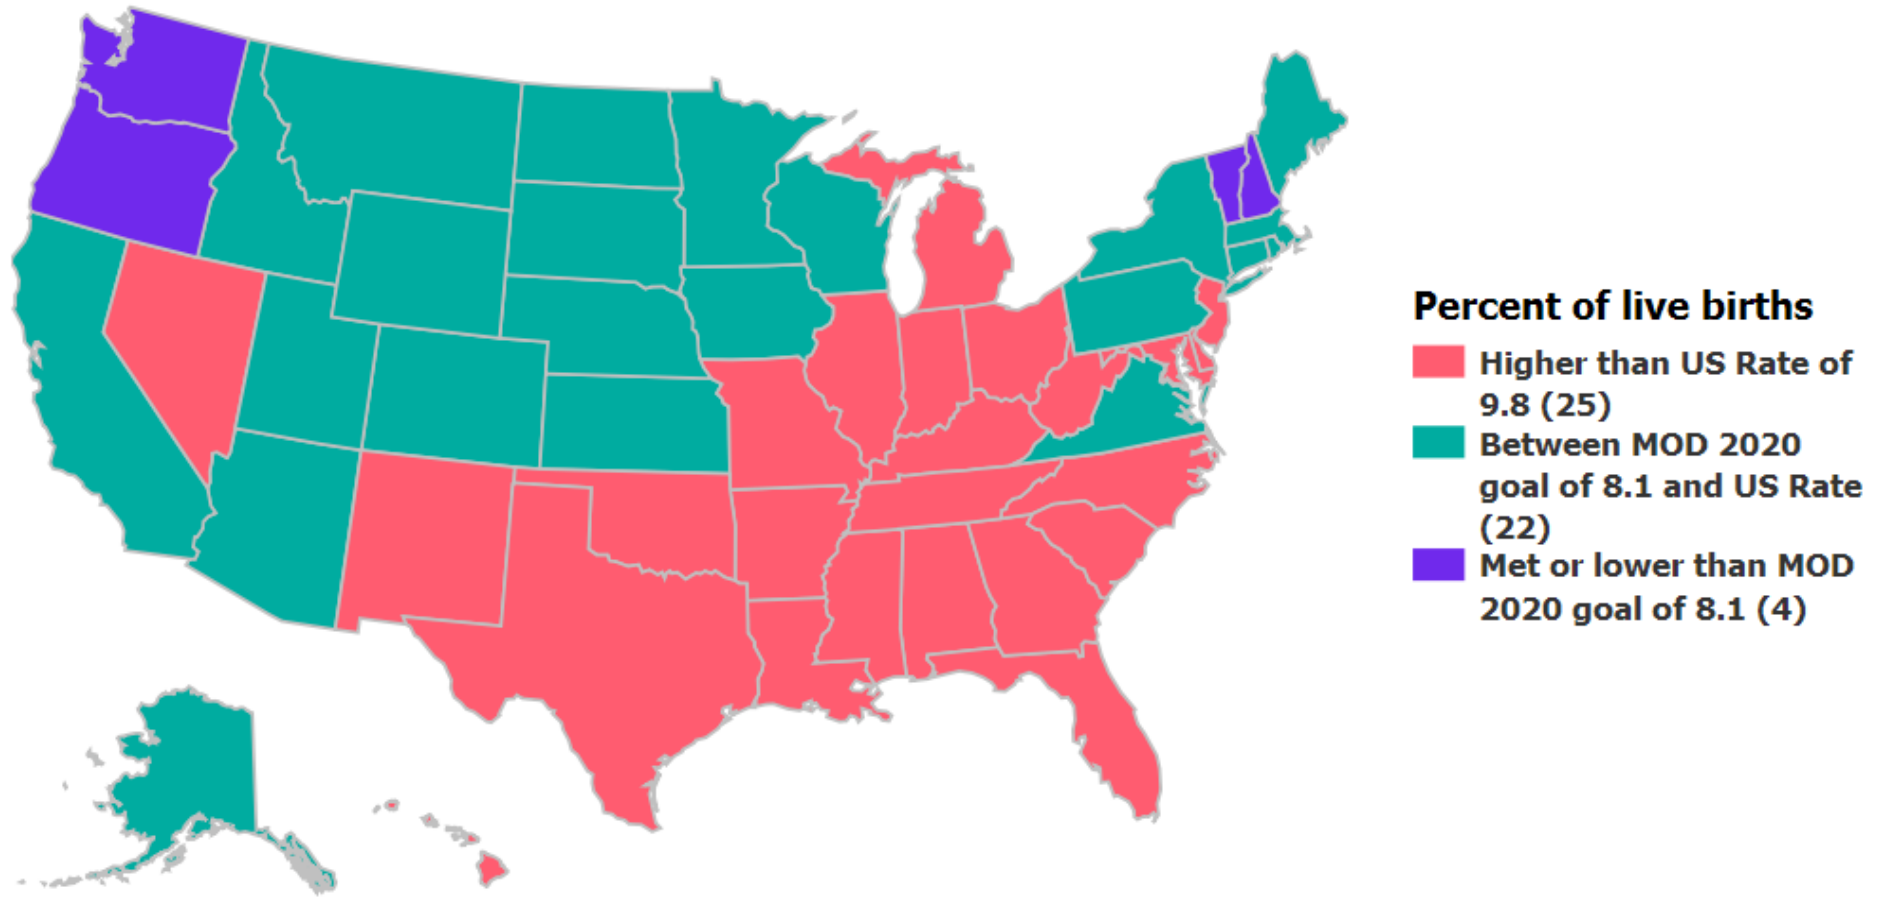 Percent of live births
Higher than US Rate of
9.8 (25)
Between MOD 2020
goal of 8.1 and US Rate
(22)
Met or lower than MOD
2020 goal of 8.1 (4)